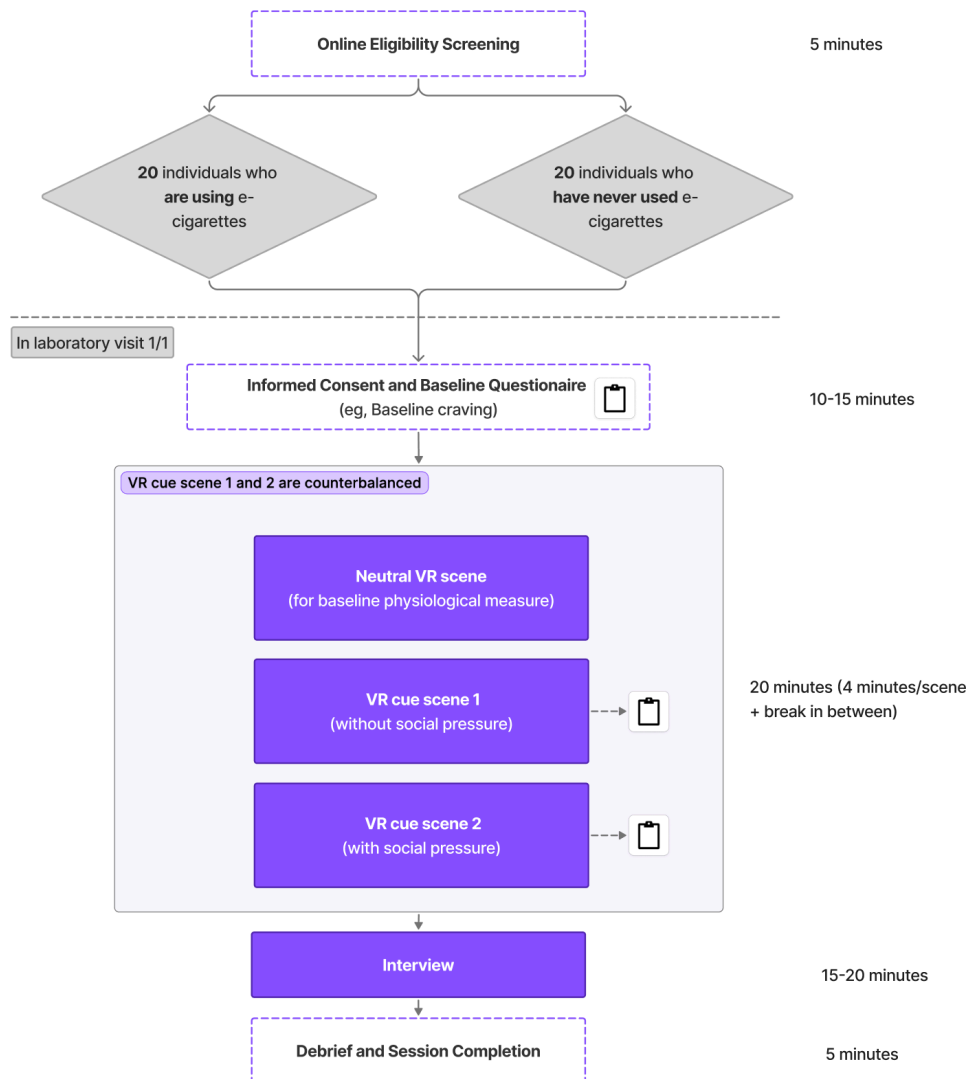 Online Eligibility Screening
5 minutes
20 individuals who
are using e-
cigarettes
20 individuals who
have never used e-
cigarettes
In laboratory visit 1/1
Informed Consent and Baseline Questionaire
(eg, Baseline craving)
10-15 minutes
VR cue scene 1 and 2 are counterbalanced
Neutral VR scene
(for baseline physiological measure)
VR cue scene 1
(without social pressure)
20 minutes (4 minutes/scene
+ break in between)
VR cue scene 2
(with social pressure)
Interview
15-20 minutes
Debrief and Session Completion
5 minutes